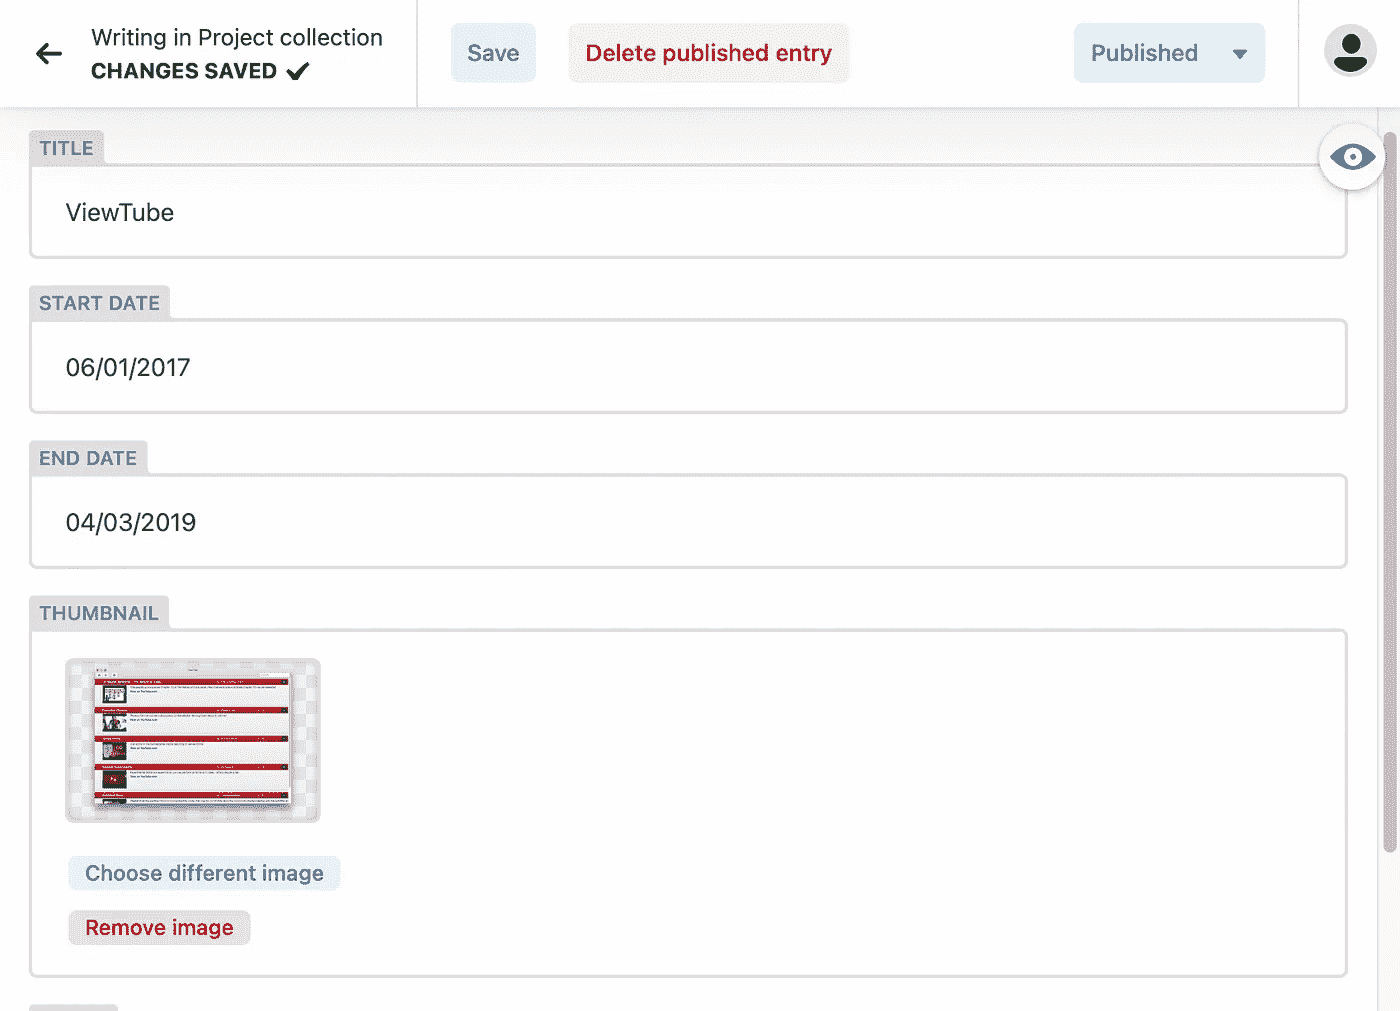 Writing in Project collection
CHANGES SAVED
Save
Delete published entry
Published
TITLE
ViewTube
START DATE
06/01/2017
END DATE
04/03/2019
THUMBNAIL
Choose different image
Remove image